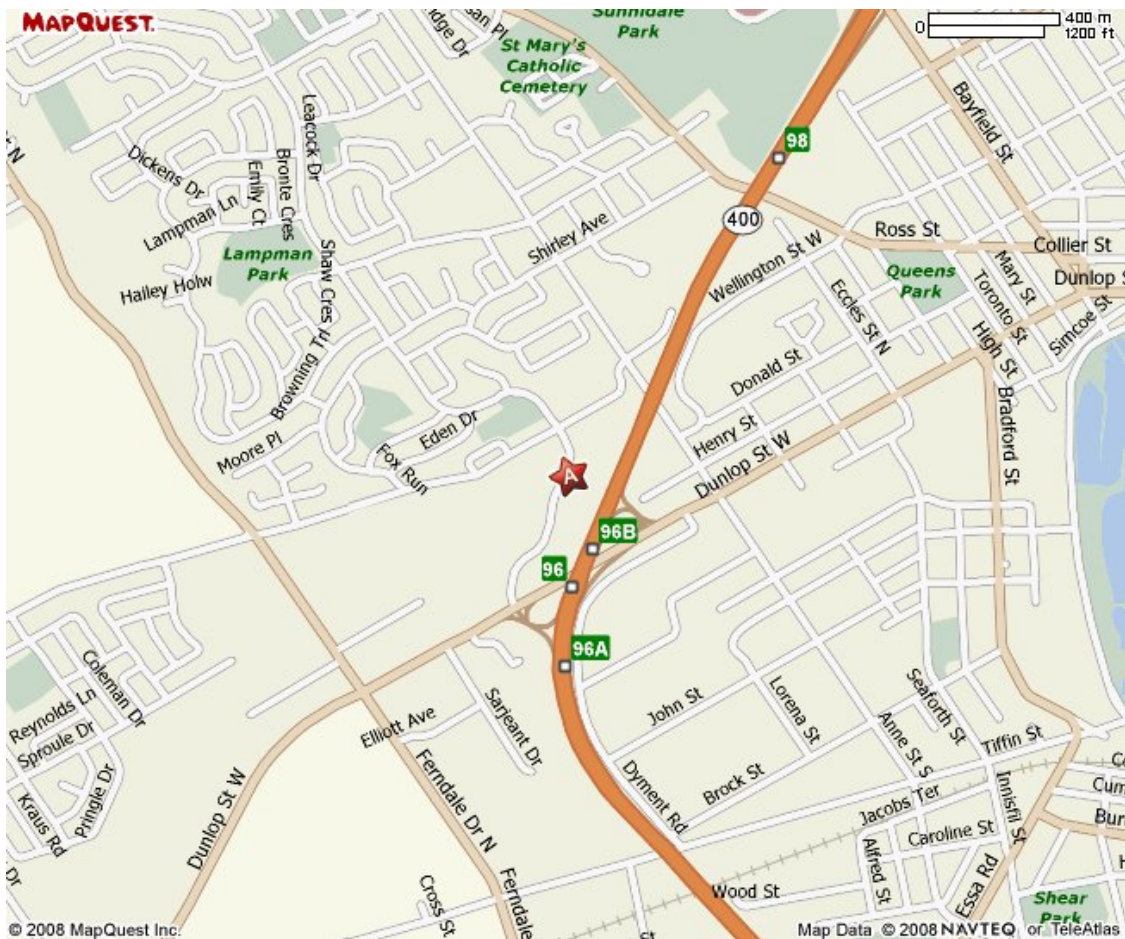 MAPQUEST.
0
400 m
1200 ft
Sunnidale
Park
St Mary's
Catholic
Cemetery
Bayfield St
Leacock Dr
98
Dickens Dr
Bronte Cres
Emily Ct
Lampman Ln
400
Ross St
Shirley Ave
Collier St
Lampman
Park
Shaw Cres
Wellington St W
Queens
Park
Mary St
Toronto St
Dunlop S
Hailey Holw
Eccles St N
Simcoe St
High St
Browning Trl
Donald St
Bradford St
Eden Dr
Henry St
Moore Pl
Fox Run
Dunlop St W
A
96B
96
96A
Coleman Dr
Reynolds Ln
Sproule Dr
Sarjeant Dr
Elliott Ave
John St
Lorena St
Seaforth St
Anne St S
Tiffin St
Pringle Dr
Kraus Rd
Dunlop St W
Ferndale Dr N
Dyment Rd
Brock St
Jacobs Ter
Innisfil St
Cum
Bur
Caroline St
Alfred St
Essa Rd
Wood St
Cross St
Ferndale
Shear
Park
Dr
St
© 2008 MapQuest Inc.
Map Data © 2008 NAVTEQ or TeleAtlas